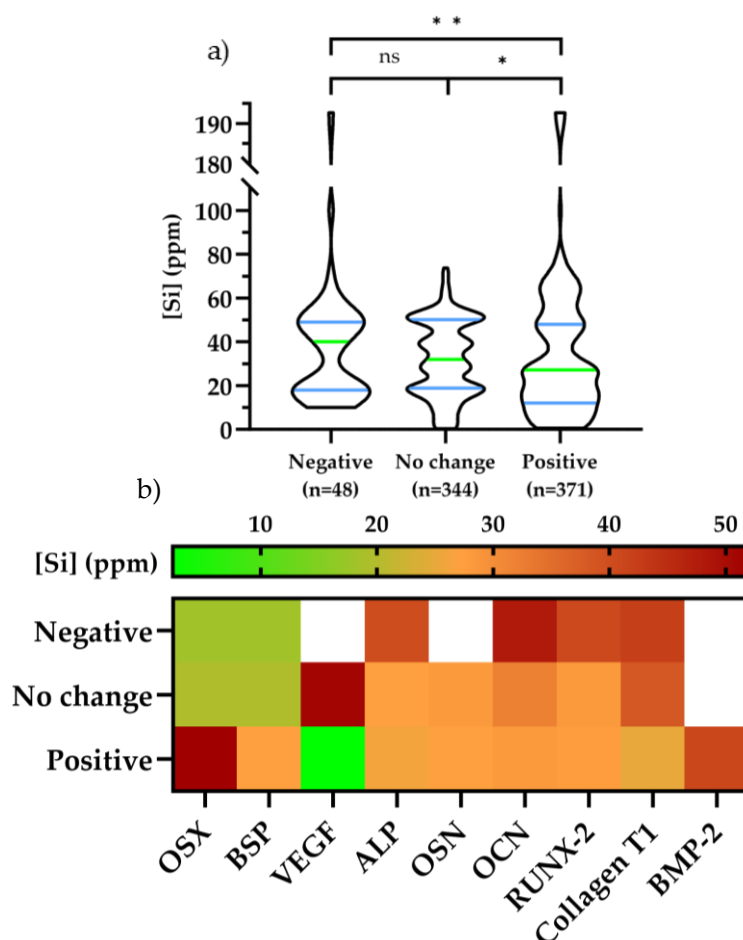 * *
a)
ns
*
190
180
100
80
60
40
20
0
[Si] (ppm)
Negative
(n=48)
No change
(n=344)
Positive
(n=371)
b)
10 20 30 40 50
[Si] (ppm)
Negative
No change
Positive
OSX
BSP
VEGF
ALP
OSN
OCN
RUNX-2
Collagen T1
BMP-2